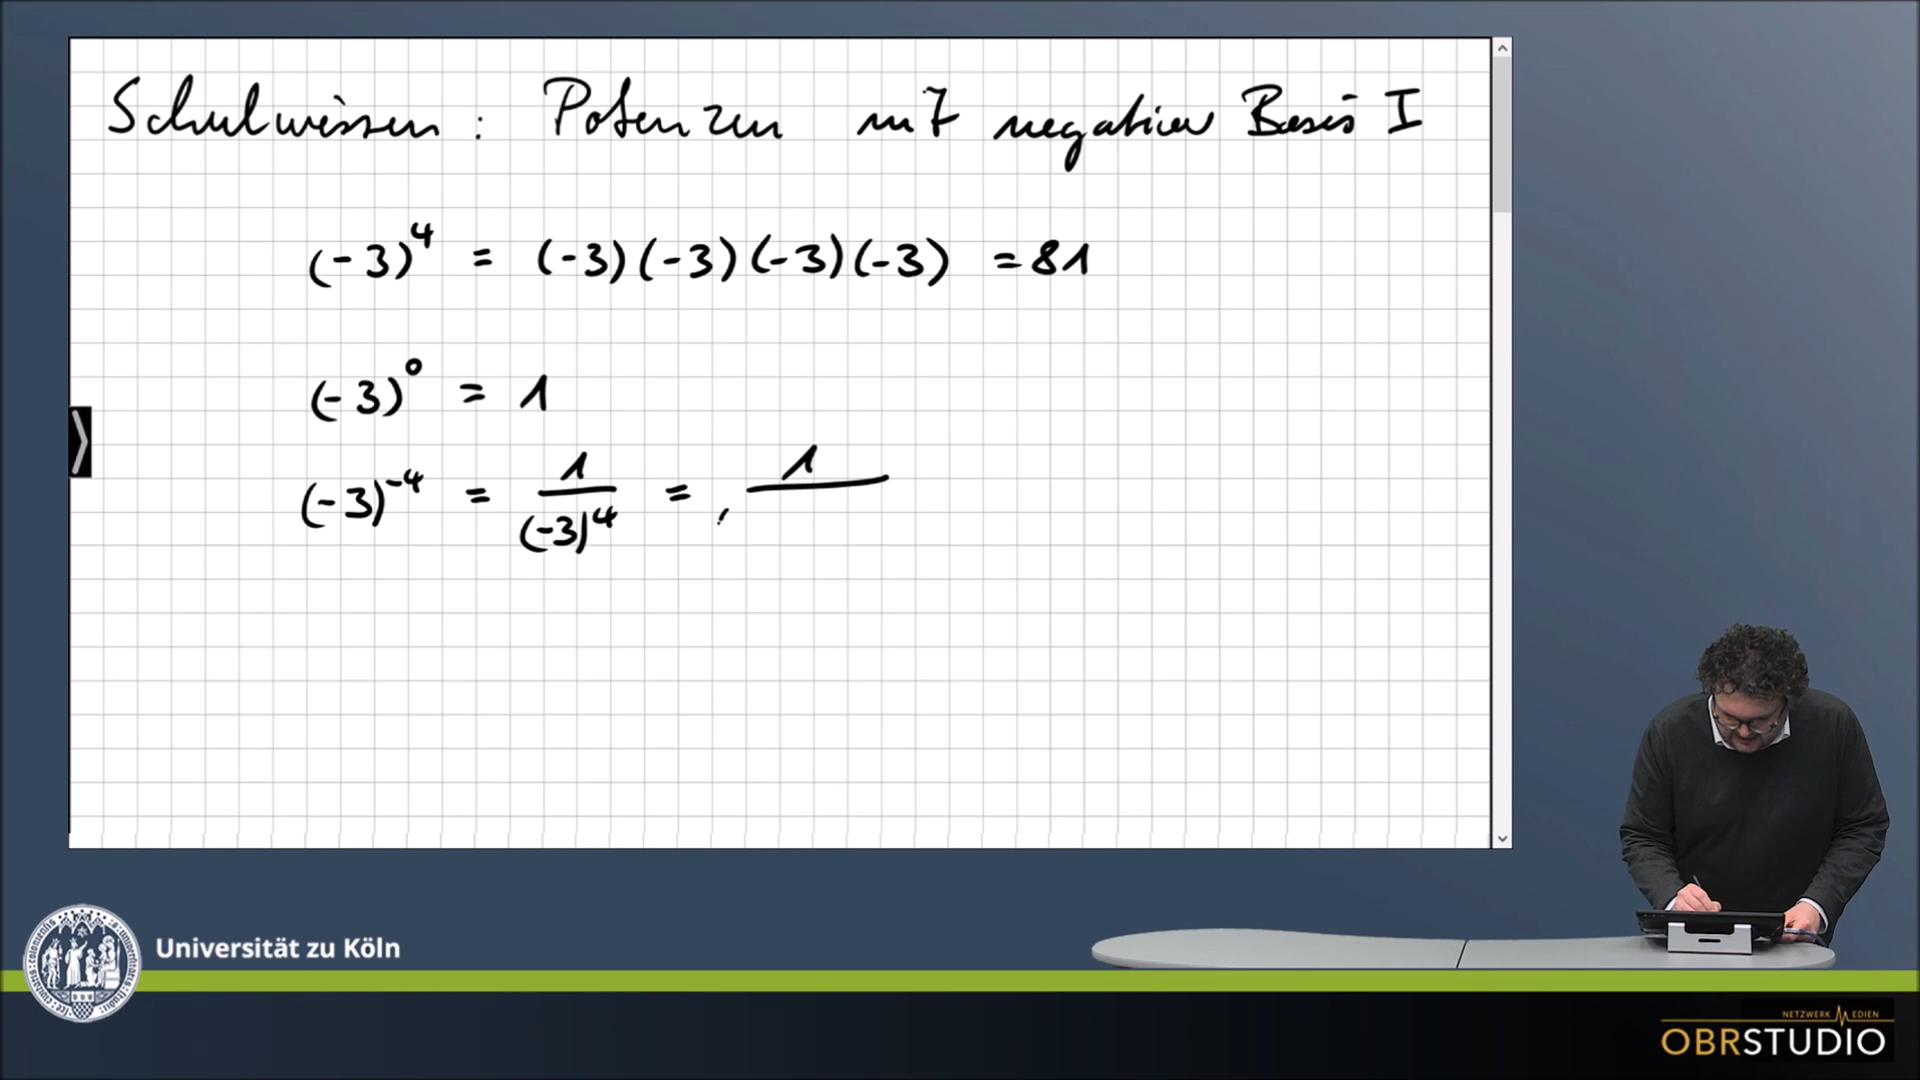 Schulwissen: Potenzen mit negativer Basis I
(-3)⁴ = (-3)(-3)(-3)(-3) = 81
(-3)⁰ = 1
(-3)⁻⁴ = 1/(-3)⁴ = 1/
Universität zu Köln
NETZWERK MEDIEN
OBRSTUDIO